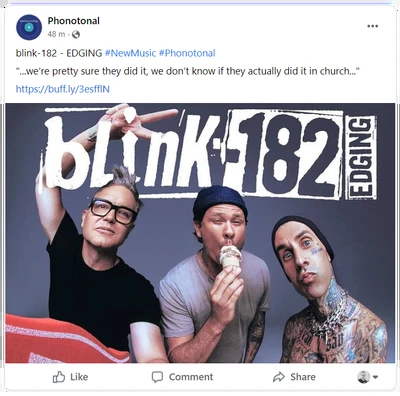 Phonotonal
48 m
blink-182 - EDGING #NewMusic #Phonotonal
"...we're pretty sure they did it, we don't know if they actually did it in church..."
https://buff.ly/3esfflN
blink-182
EDGING
Like
Comment
Share